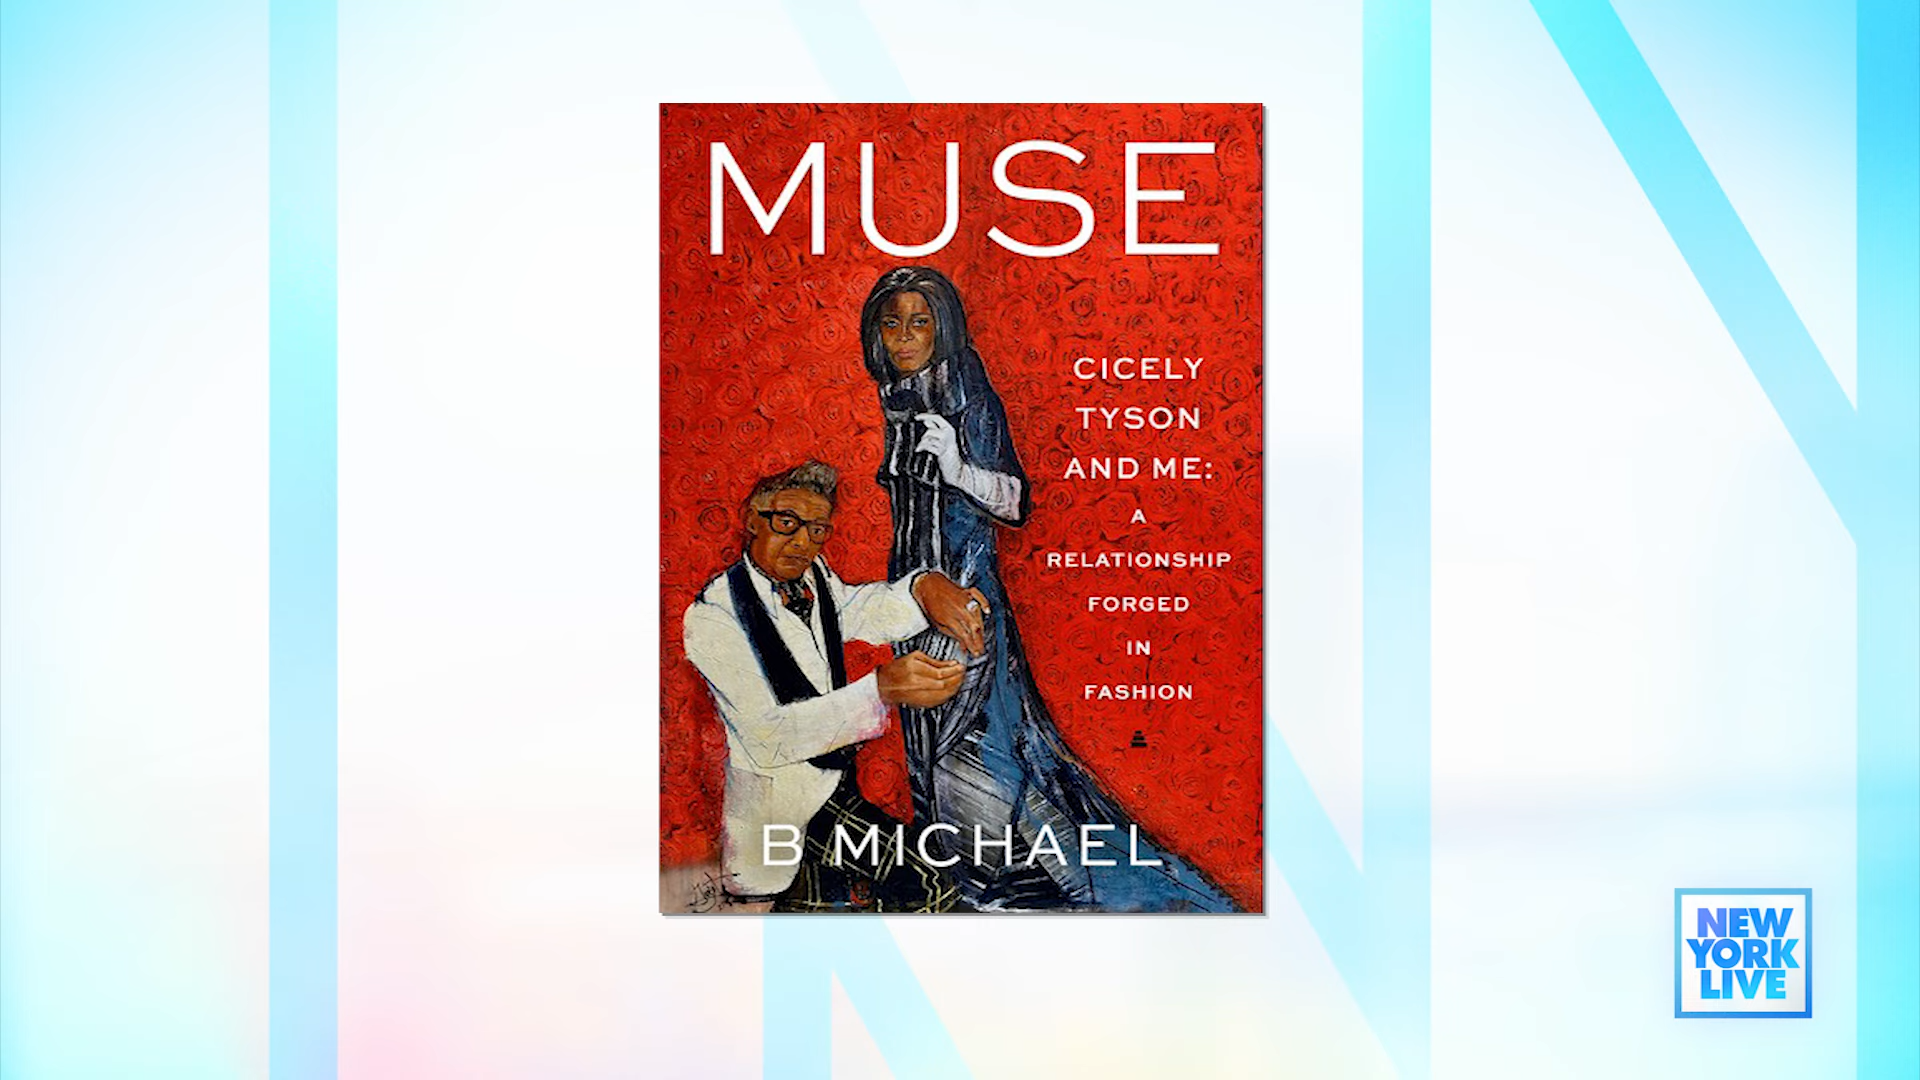 MUSE
CICELY
TYSON
AND ME:
A
RELATIONSHIP
FORGED
IN
FASHION
B MICHAEL
NEW
YORK
LIVE